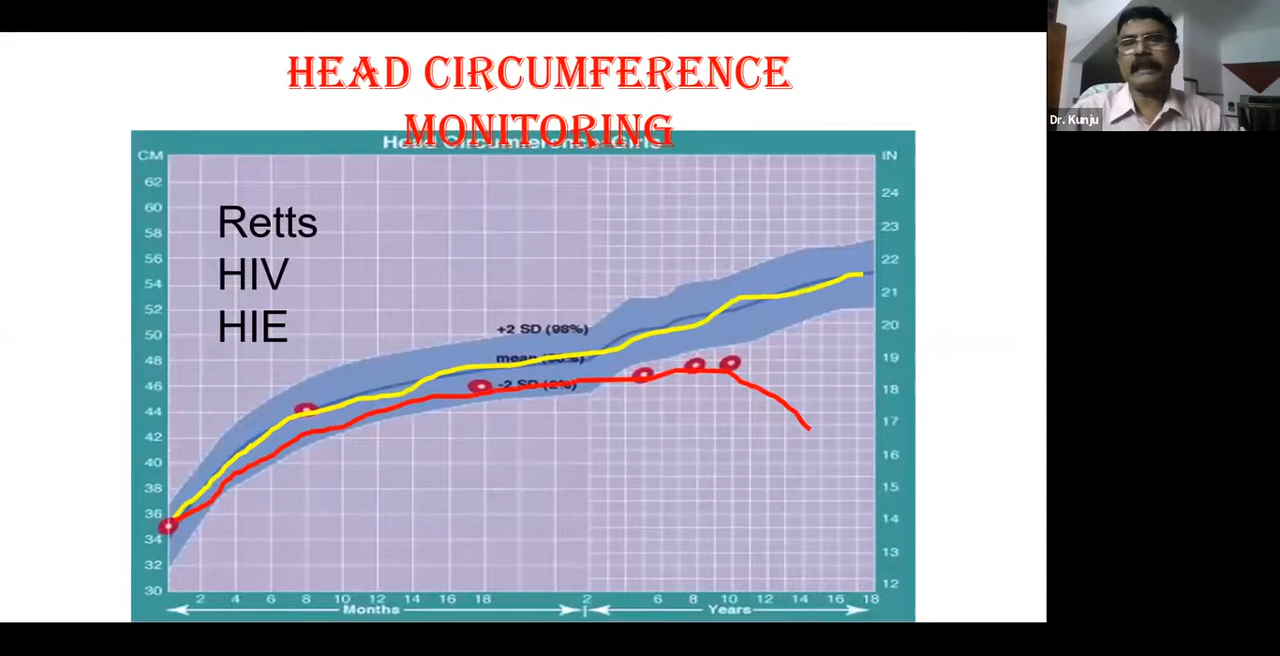 HEAD CIRCUMFERENCE
MONITORING
Dr. Kunju
CM
IN
Retts
HIV
HIE
62
60
58
56
54
52
50
48
46
44
42
40
38
36
34
32
30
24
23
22
21
20
19
18
17
16
15
14
13
12
+2 SD (98%)
mean
-2 SD (2%)
2 4 6 8 10 12 14 16 18 2 6 8 10 12 14 16 18
Months Years